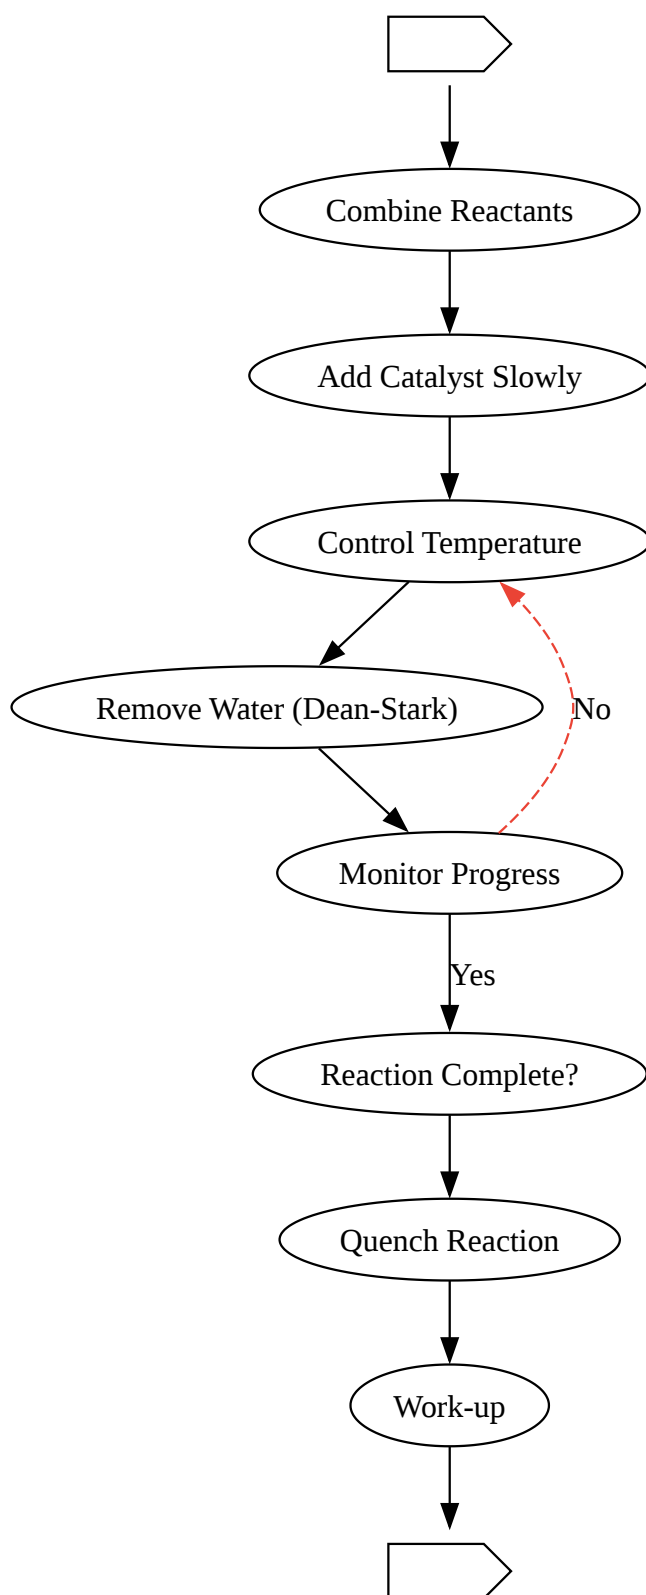 Combine Reactants
Add Catalyst Slowly
Control Temperature
Remove Water (Dean-Stark)
No
Monitor Progress
Yes
Reaction Complete?
Quench Reaction
Work-up